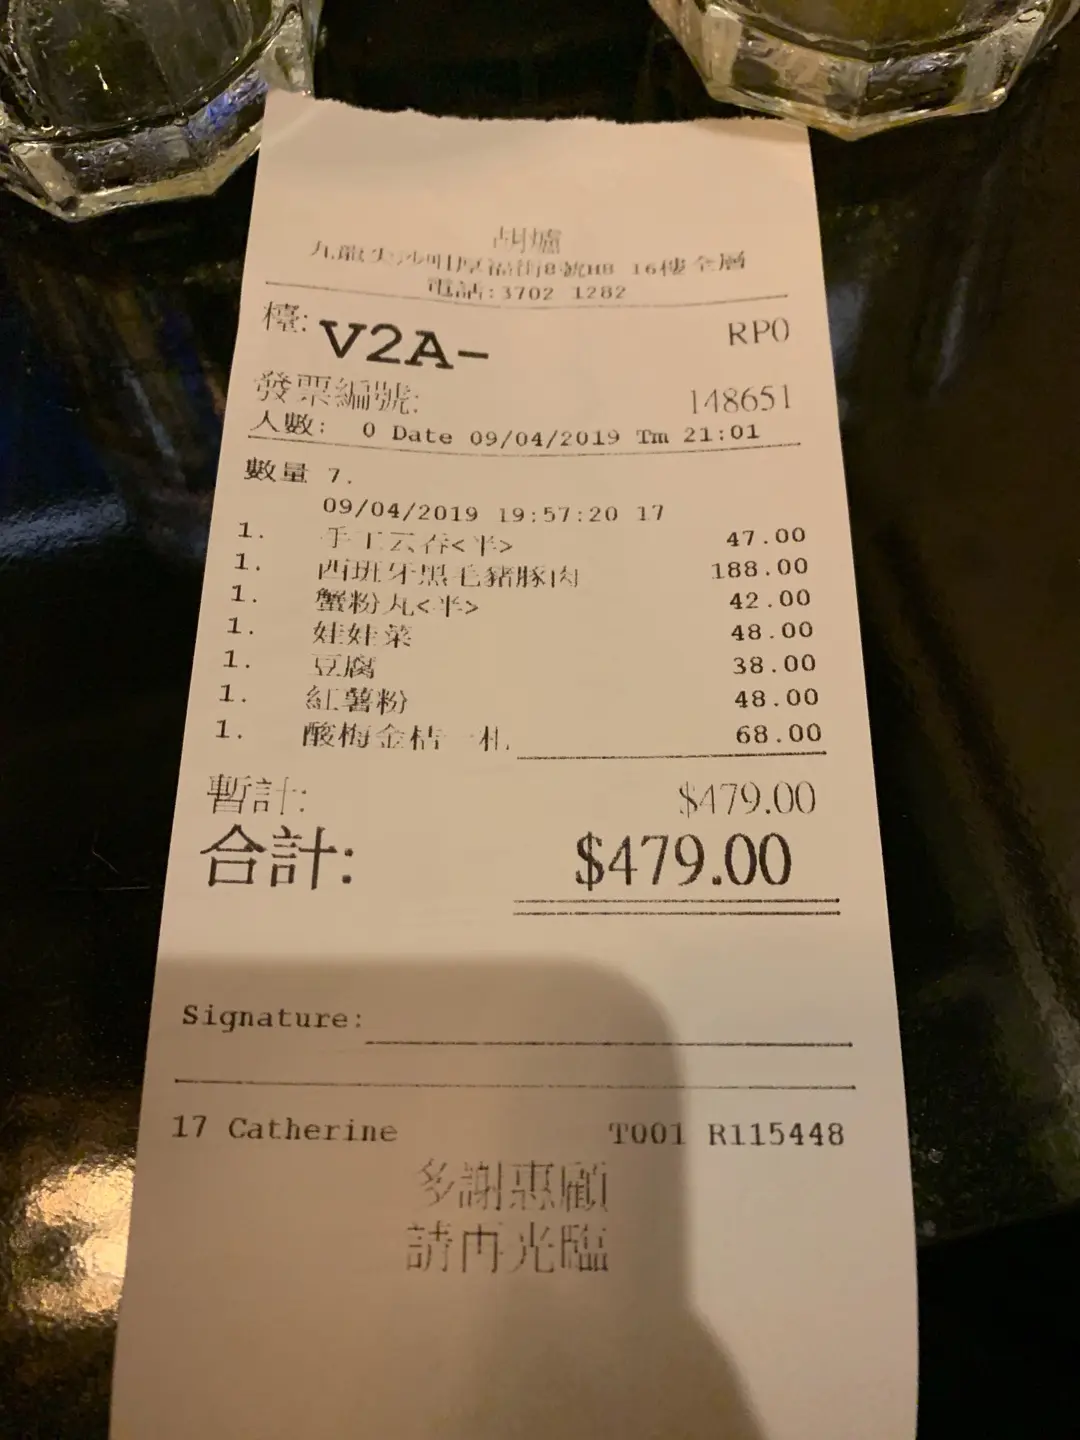 九龍尖沙咀厚福街8號H8 16樓全層
電話:3702 1282
檯: V2A- RP0
發票編號: 148651
人數: 0 Date 09/04/2019 Tm 21:01
數量 7.
09/04/2019 19:57:20 17
1. 手工云吞<半> 47.00
1. 西班牙黑毛豬豚肉 188.00
1. 蟹粉丸<半> 42.00
1. 娃娃菜 48.00
1. 豆腐 38.00
1. 紅薯粉 48.00
1. 酸梅金桔一札 68.00
暫計: $479.00
合計: $479.00
Signature:
17 Catherine T001 R115448
多謝惠顧
請再光臨